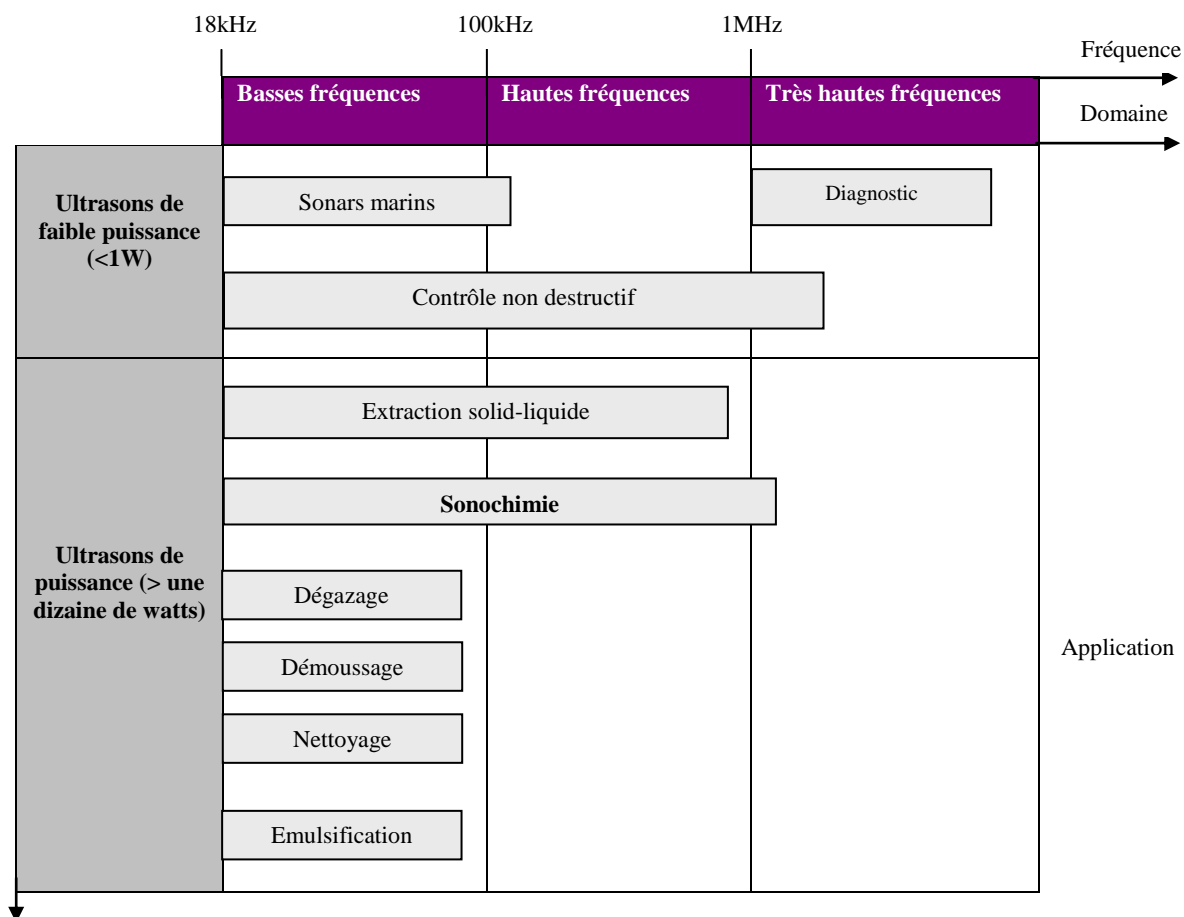 18kHz 100kHz 1MHz
Fréquence
Basses fréquences Hautes fréquences Très hautes fréquences
Domaine
Ultrasons de
faible puissance
(<1W)
Sonars marins
Diagnostic
Contrôle non destructif
Extraction solid-liquide
Sonochimie
Ultrasons de
puissance (> une
dizaine de watts)
Dégazage
Démoussage
Nettoyage
Emulsification
Application